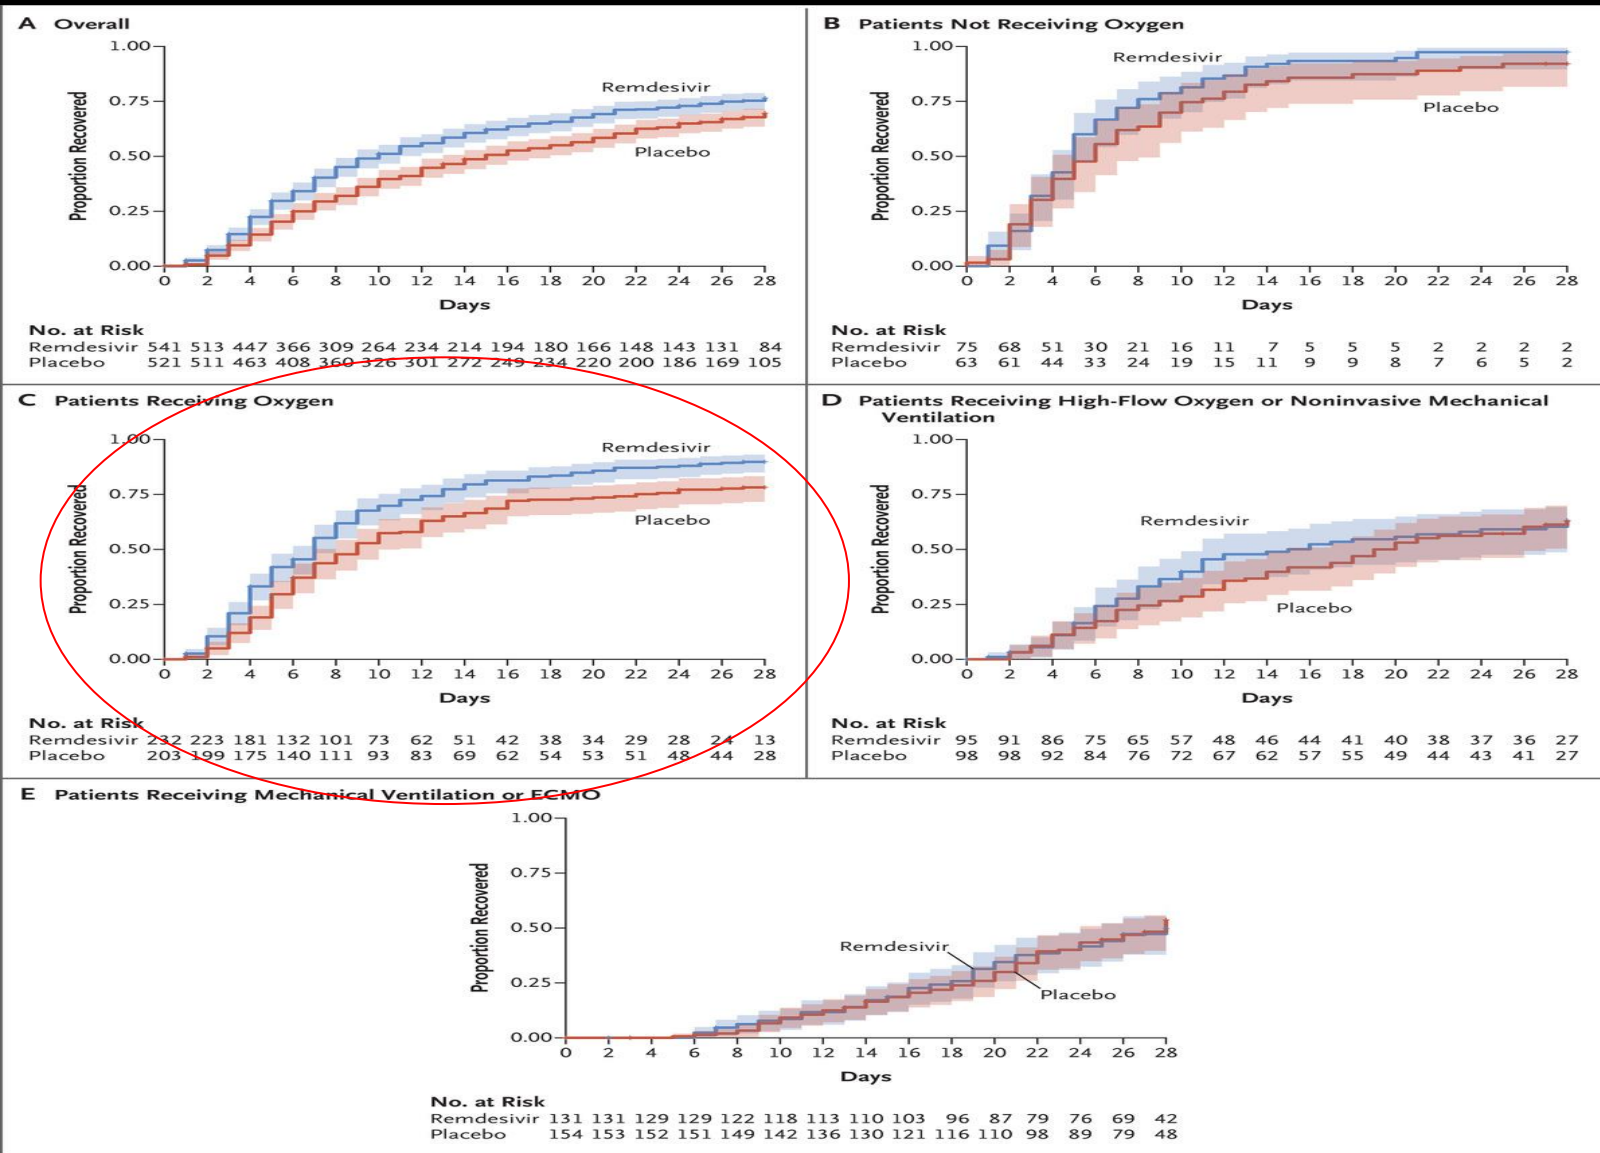 A Overall
1.00
0.75
0.50
0.25
0.00
Proportion Recovered
Remdesivir
Placebo
0 2 4 6 8 10 12 14 16 18 20 22 24 26 28
Days
No. at Risk
Remdesivir 541 513 447 366 309 264 234 214 194 180 166 148 143 131 84
Placebo 521 511 463 408 360 326 301 272 249 234 220 200 186 169 105
B Patients Not Receiving Oxygen
1.00
0.75
0.50
0.25
0.00
Proportion Recovered
Remdesivir
Placebo
0 2 4 6 8 10 12 14 16 18 20 22 24 26 28
Days
No. at Risk
Remdesivir 75 68 51 30 21 16 11 7 5 5 5 2 2 2 2
Placebo 63 61 44 33 24 19 15 11 9 9 8 7 6 5 2
C Patients Receiving Oxygen
1.00
0.75
0.50
0.25
0.00
Proportion Recovered
Remdesivir
Placebo
0 2 4 6 8 10 12 14 16 18 20 22 24 26 28
Days
No. at Risk
Remdesivir 232 223 181 132 101 73 62 51 42 38 34 29 28 24 13
Placebo 203 199 175 140 111 93 83 69 62 54 53 51 48 44 28
D Patients Receiving High-Flow Oxygen or Noninvasive Mechanical
Ventilation
1.00
0.75
0.50
0.25
0.00
Proportion Recovered
Remdesivir
Placebo
0 2 4 6 8 10 12 14 16 18 20 22 24 26 28
Days
No. at Risk
Remdesivir 95 91 86 75 65 57 48 46 44 41 40 38 37 36 27
Placebo 98 98 92 84 76 72 67 62 57 55 49 44 43 41 27
E Patients Receiving Mechanical Ventilation or ECMO
1.00
0.75
0.50
0.25
0.00
Proportion Recovered
Remdesivir
Placebo
0 2 4 6 8 10 12 14 16 18 20 22 24 26 28
Days
No. at Risk
Remdesivir 131 131 129 129 122 118 113 110 103 96 87 79 76 69 42
Placebo 154 153 152 151 149 142 136 130 121 116 110 98 89 79 48